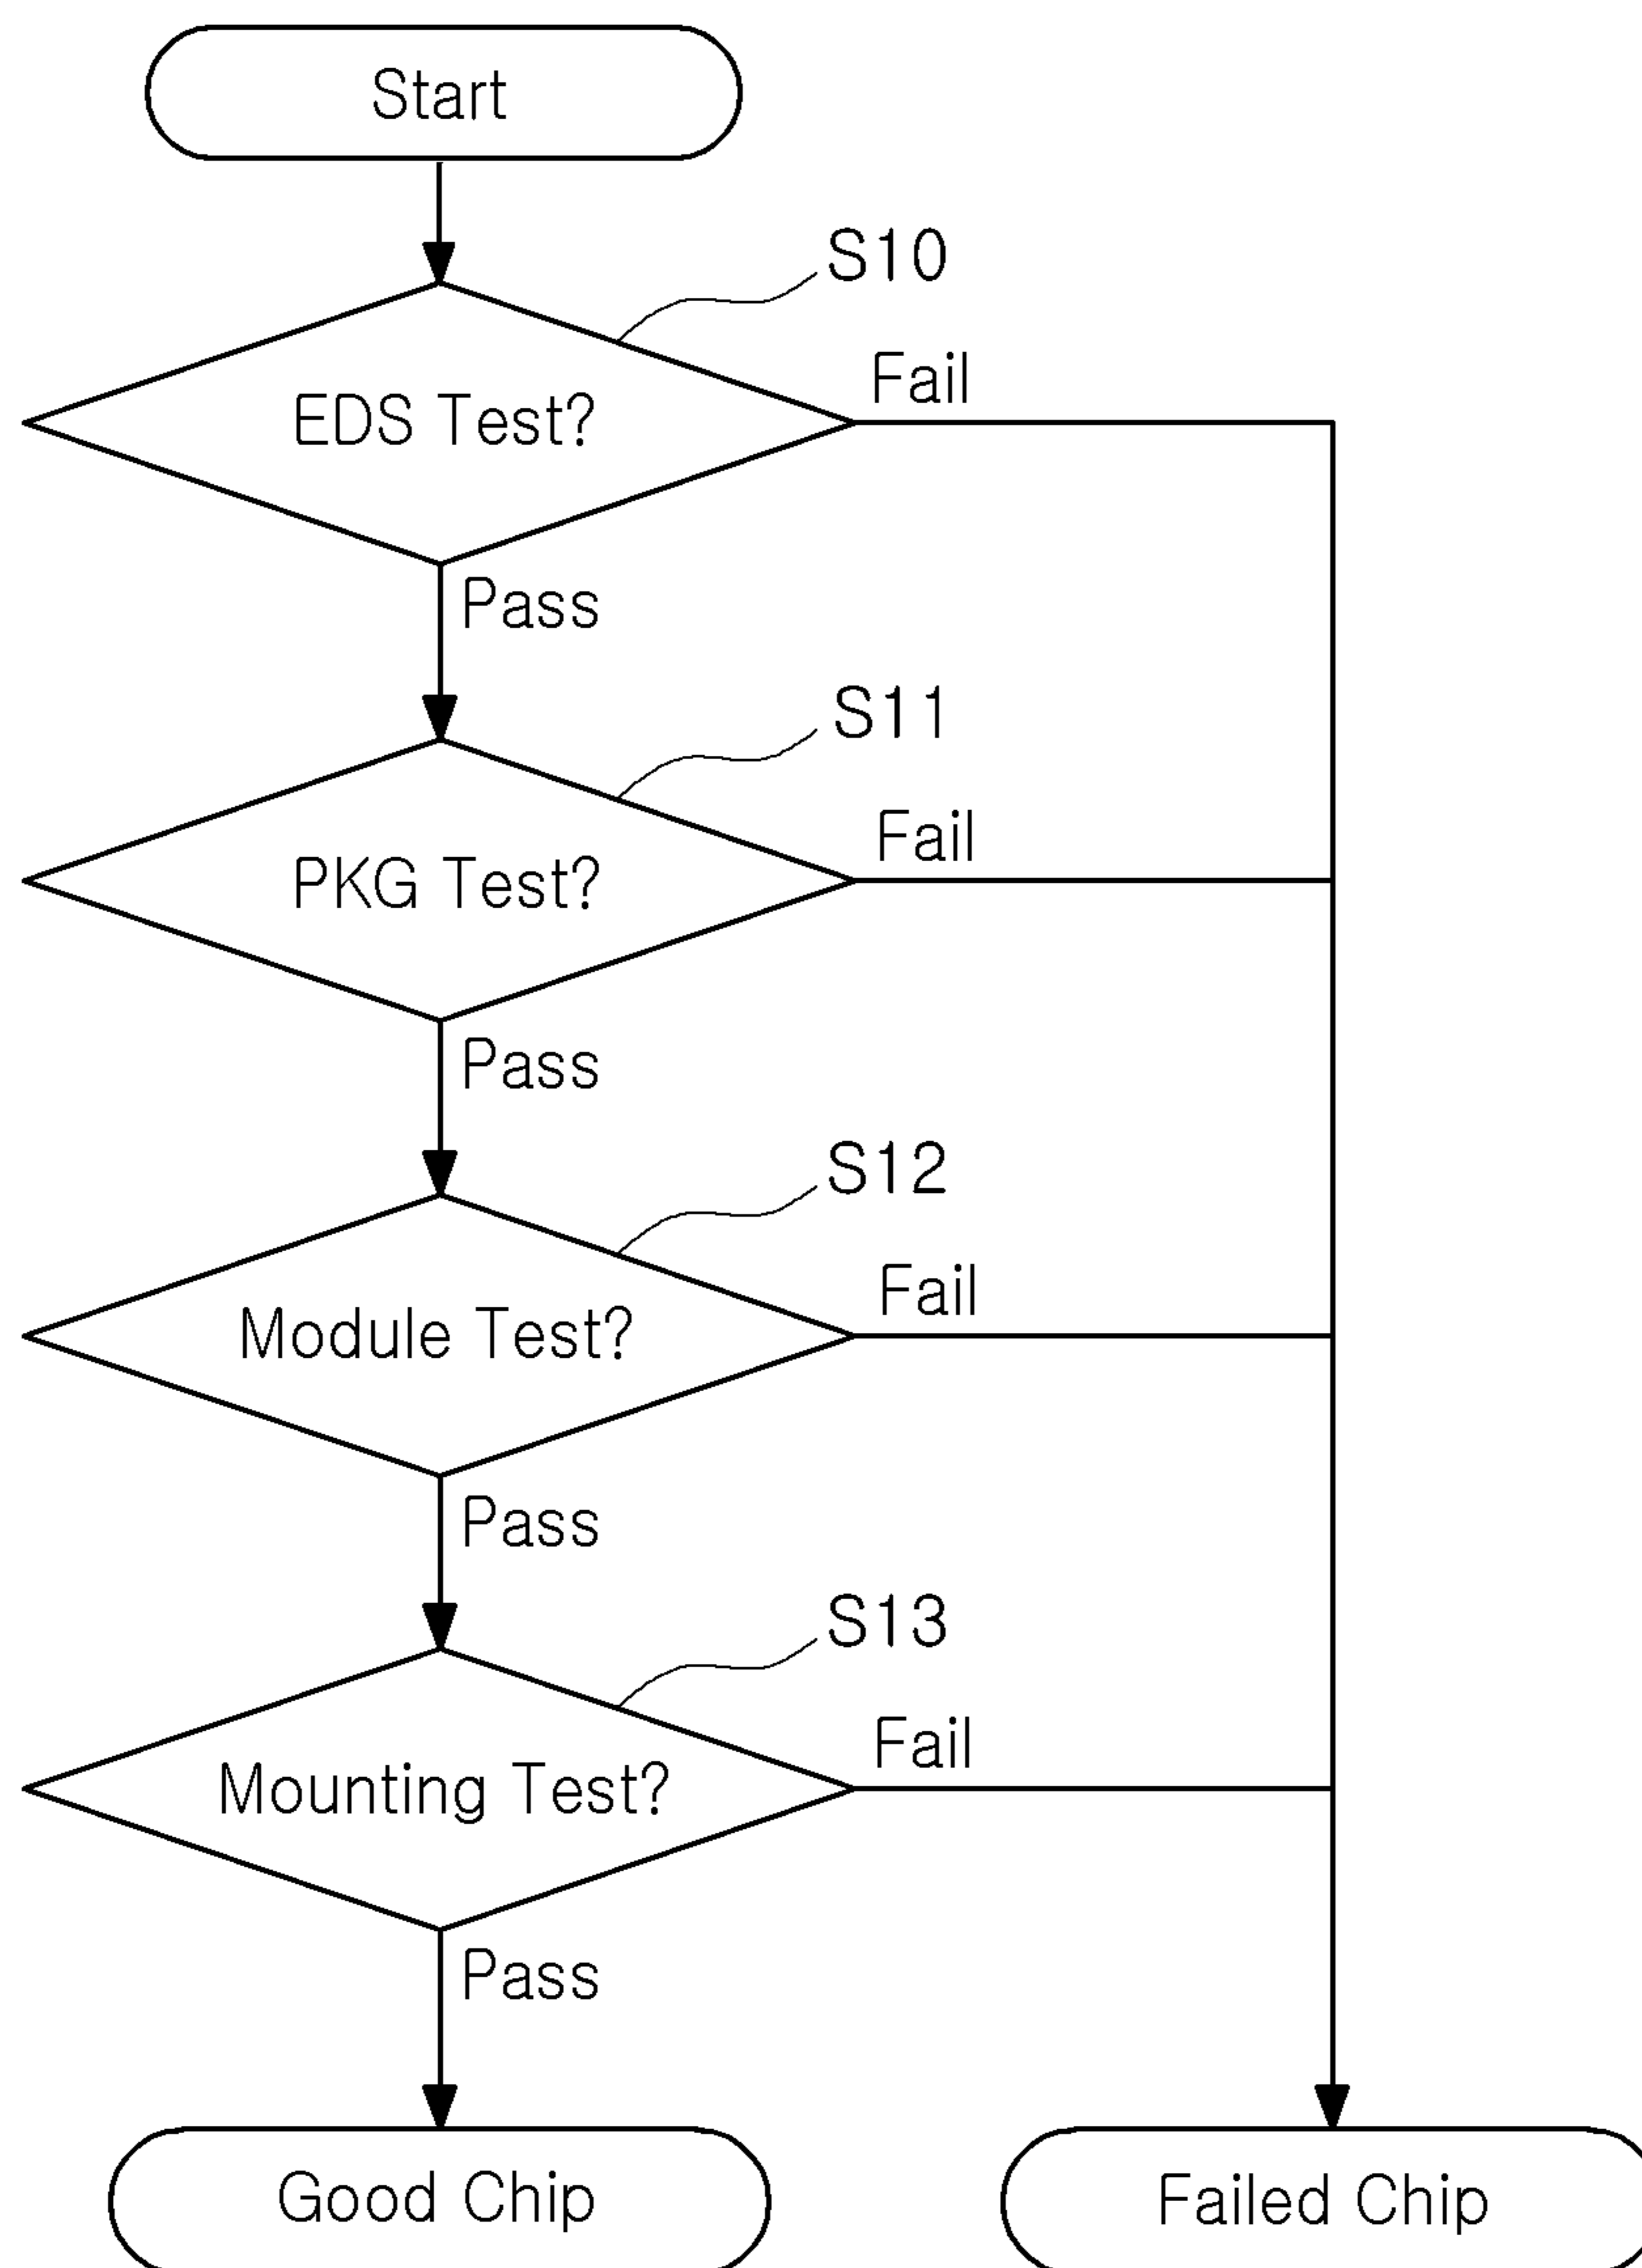 Start
S10
EDS Test?
Fail
Pass
S11
PKG Test?
Fail
Pass
S12
Module Test?
Fail
Pass
S13
Mounting Test?
Fail
Pass
Good Chip
Failed Chip